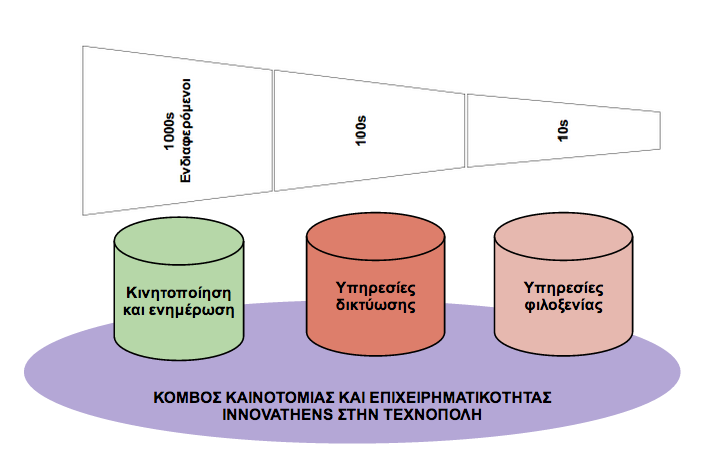 1000s
Ενδιαφερόμενοι
100s
10s
Κινητοποίηση
και ενημέρωση
Υπηρεσίες
δικτύωσης
Υπηρεσίες
φιλοξενίας
ΚΟΜΒΟΣ ΚΑΙΝΟΤΟΜΙΑΣ ΚΑΙ ΕΠΙΧΕΙΡΗΜΑΤΙΚΟΤΗΤΑΣ
INNOVATHENS ΣΤΗΝ ΤΕΧΝΟΠΟΛΗ